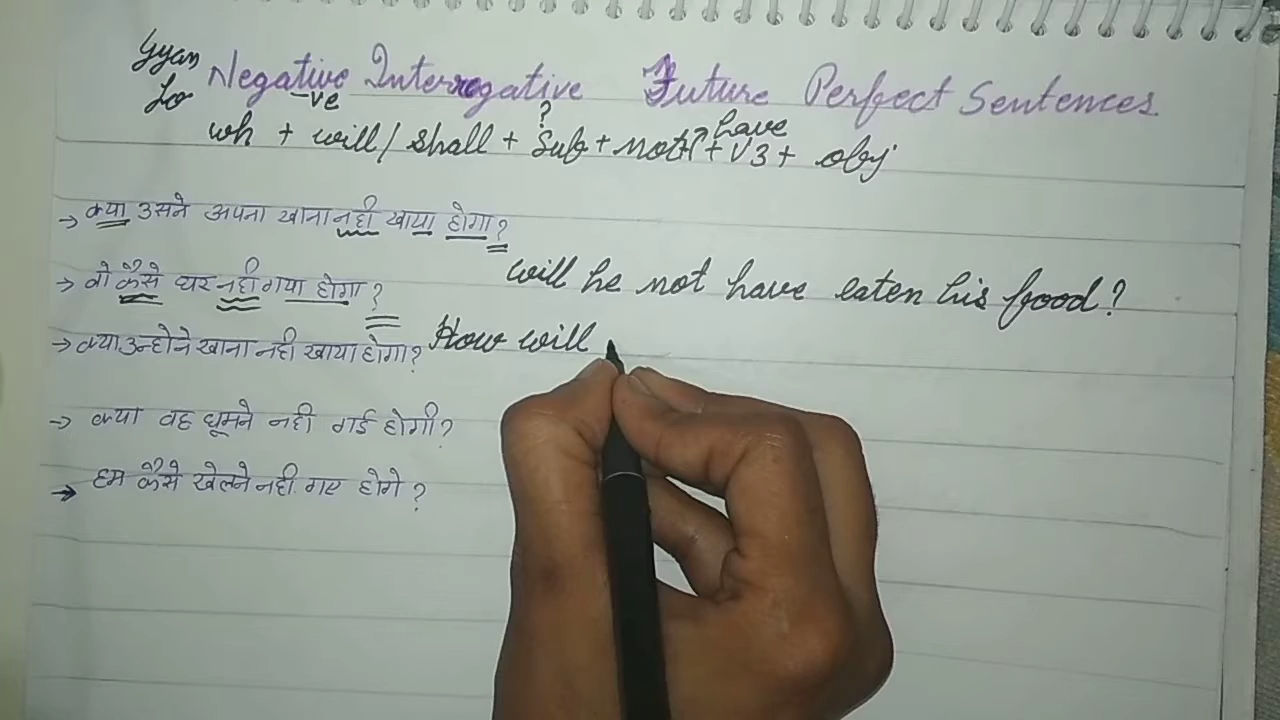 Gyan
Lo
Negative Interrogative Future Perfect Sentences
-ve ?
wh + will/shall + Sub + not + have + V3 + obj
→ क्या उसने अपना खाना नही खाया होगा?
will he not have eaten his food?
→ वो कैसे घर नही गया होगा?
How will
→ क्या उन्होने खाना नही खाया होगा?
→ क्या वह घूमने नही गई होगी?
→ हम कैसे खेलने नही गए होगे?